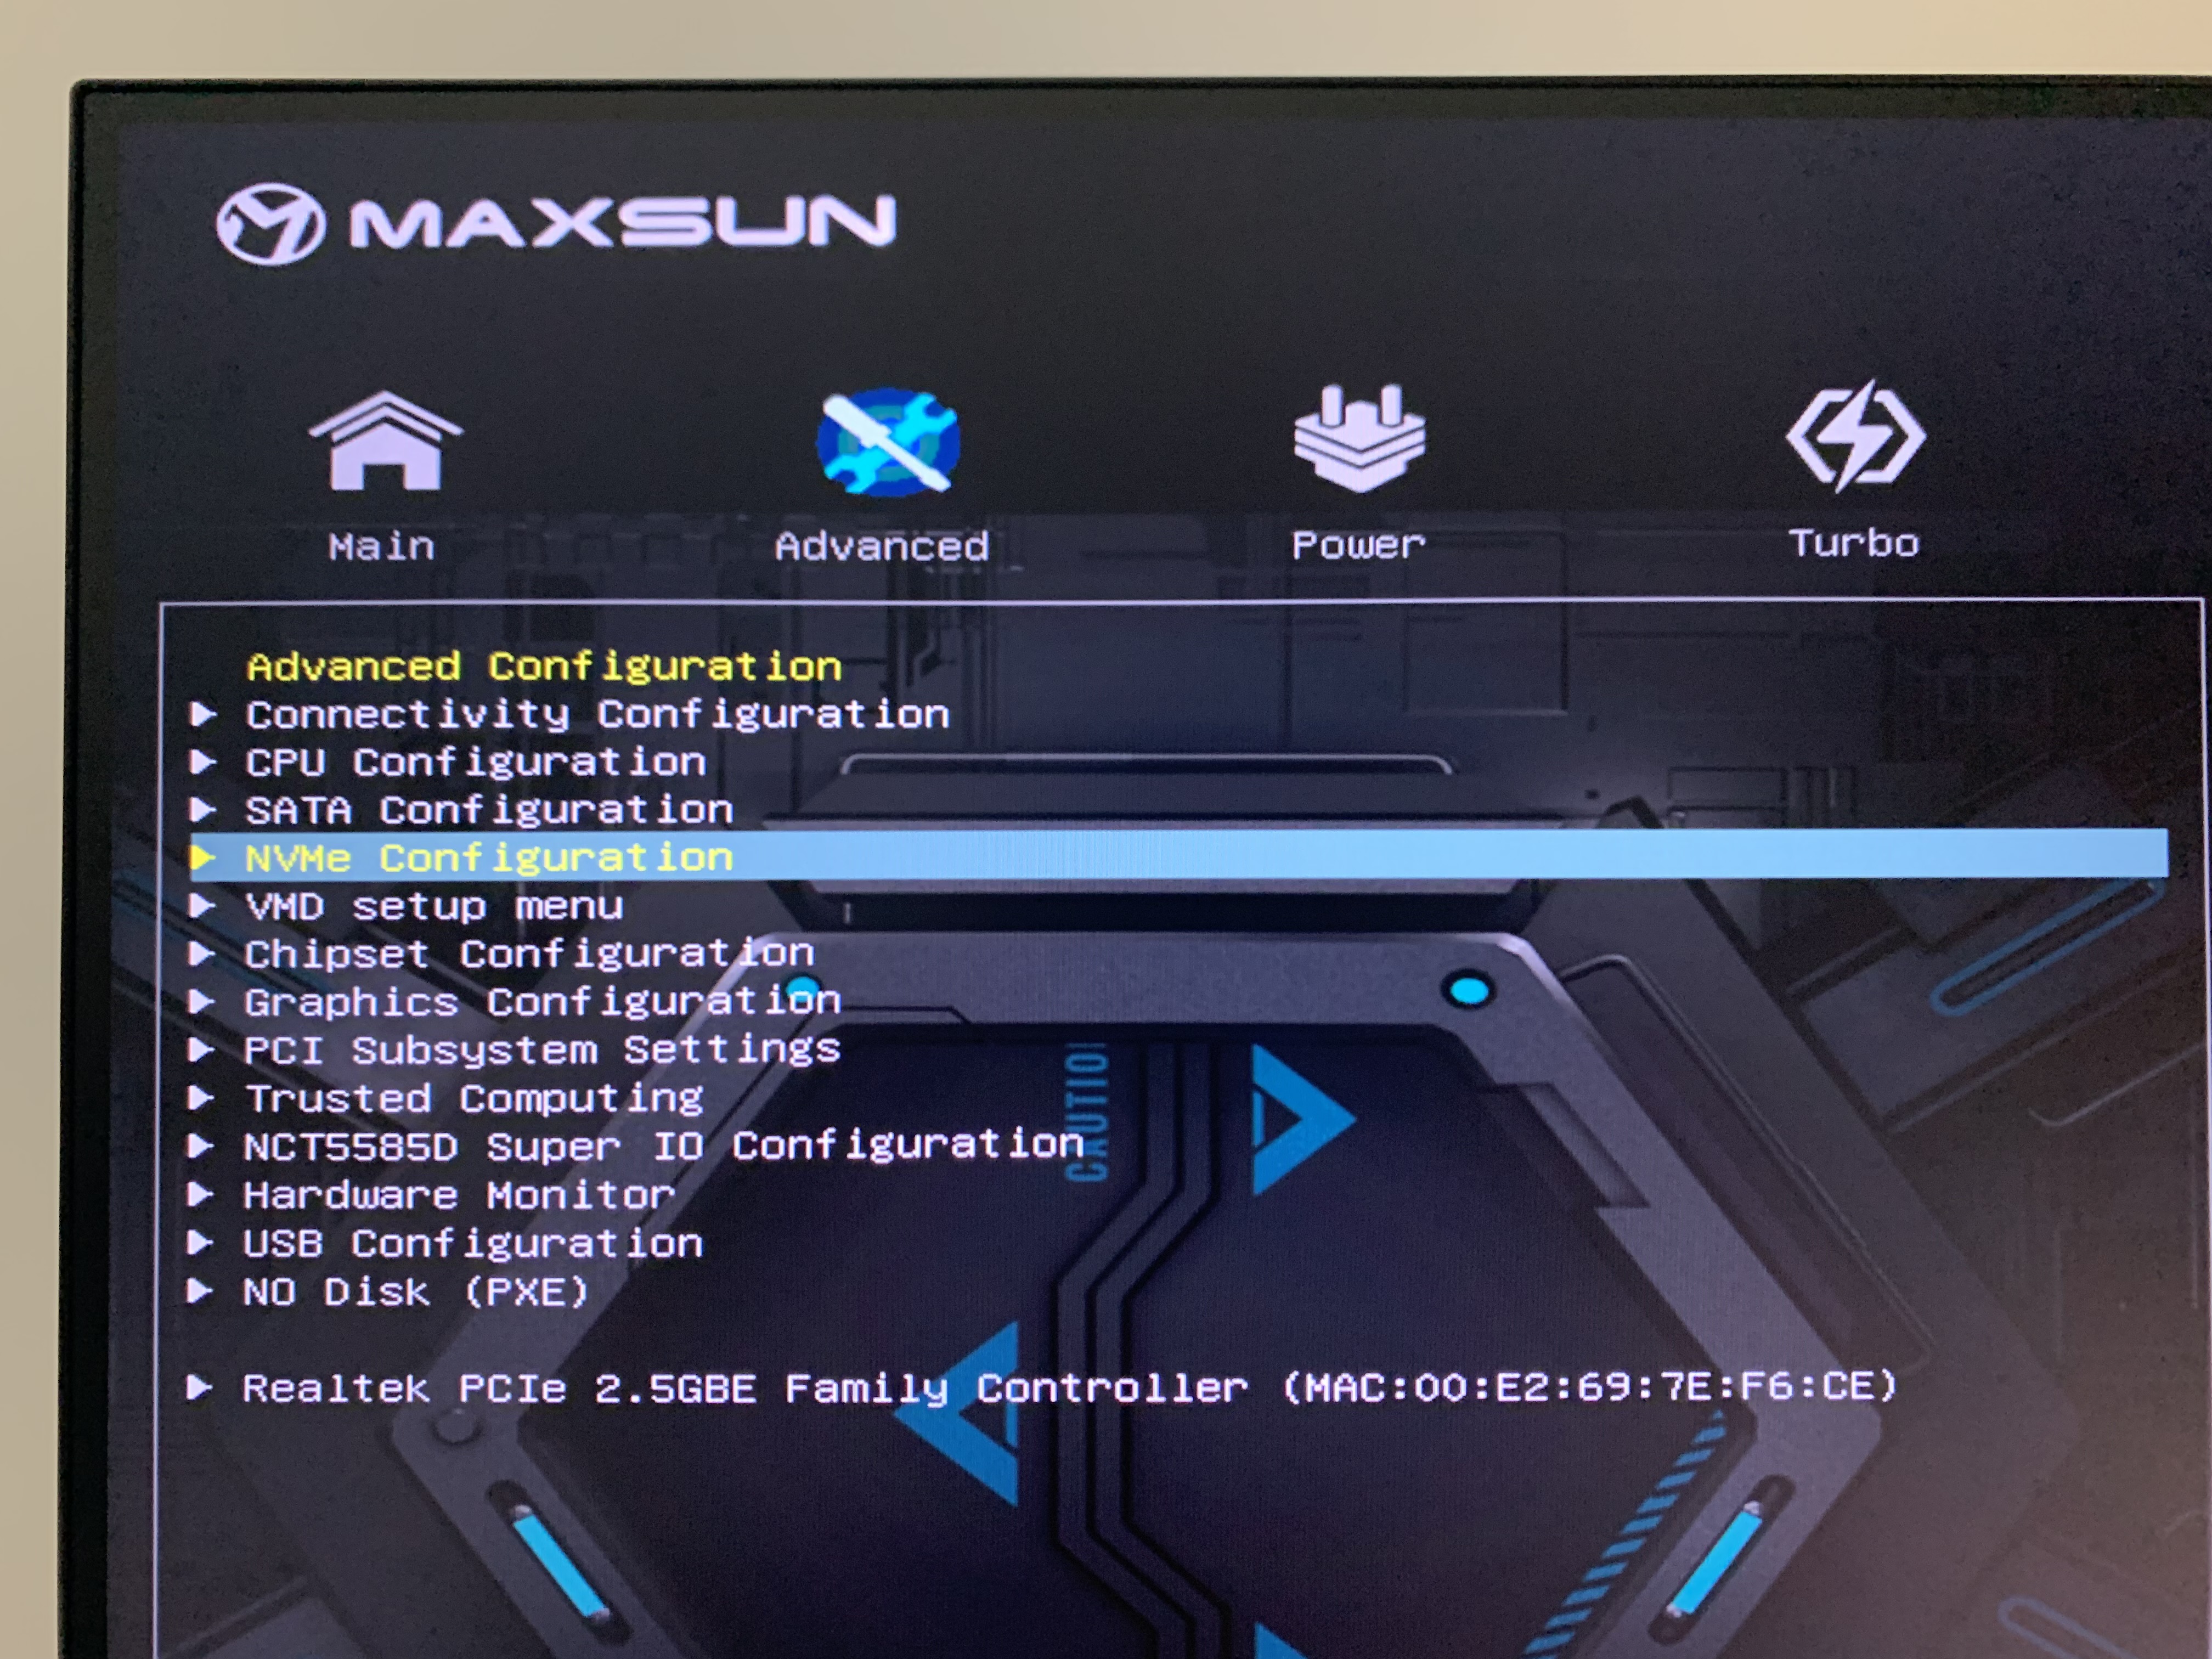 MAXSUN
Main Advanced Power Turbo
Advanced Configuration
Connectivity Configuration
CPU Configuration
SATA Configuration
NVMe Configuration
VMD setup menu
Chipset Configuration
Graphics Configuration
PCI Subsystem Settings
Trusted Computing
NCT5585D Super IO Configuration
Hardware Monitor
USB Configuration
NO Disk (PXE)
Realtek PCIe 2.5GBE Family Controller (MAC:00:E2:69:7E:F6:CE)
CAUTIO